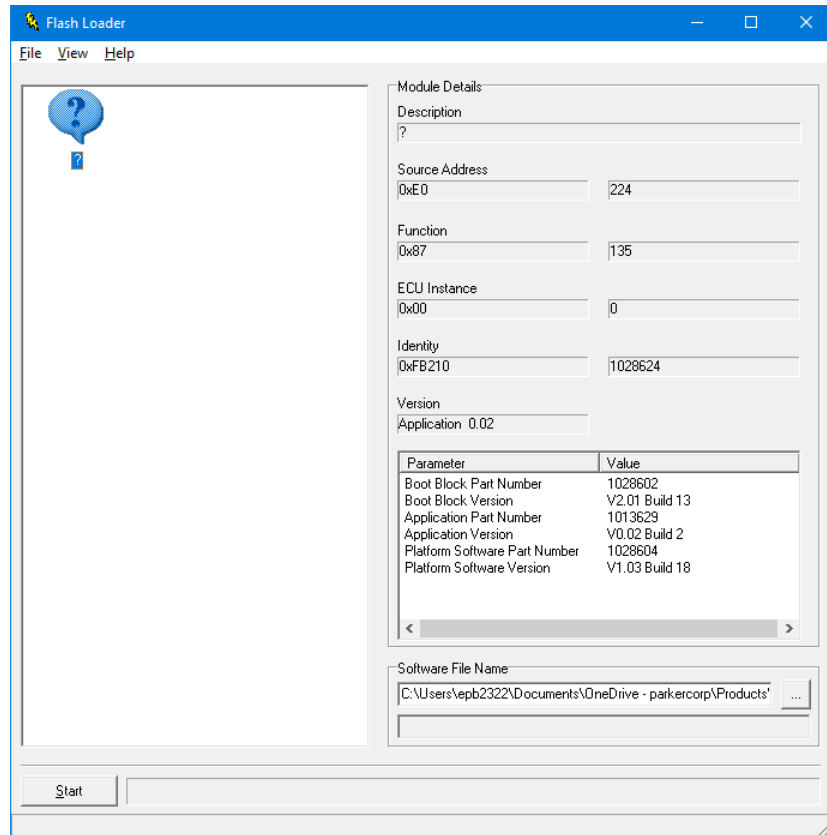 Flash Loader
File View Help
?
Module Details
Description
?
Source Address
0xE0 224
Function
0x87 135
ECU Instance
0x00 0
Identity
0xFB210 1028624
Version
Application 0.02
Parameter Value
Boot Block Part Number 1028602
Boot Block Version V2.01 Build 13
Application Part Number 1013629
Application Version V0.02 Build 2
Platform Software Part Number 1028604
Platform Software Version V1.03 Build 18
Software File Name
C:\Users\epb2322\Documents\OneDrive - parkercorp\Products' ...
Start